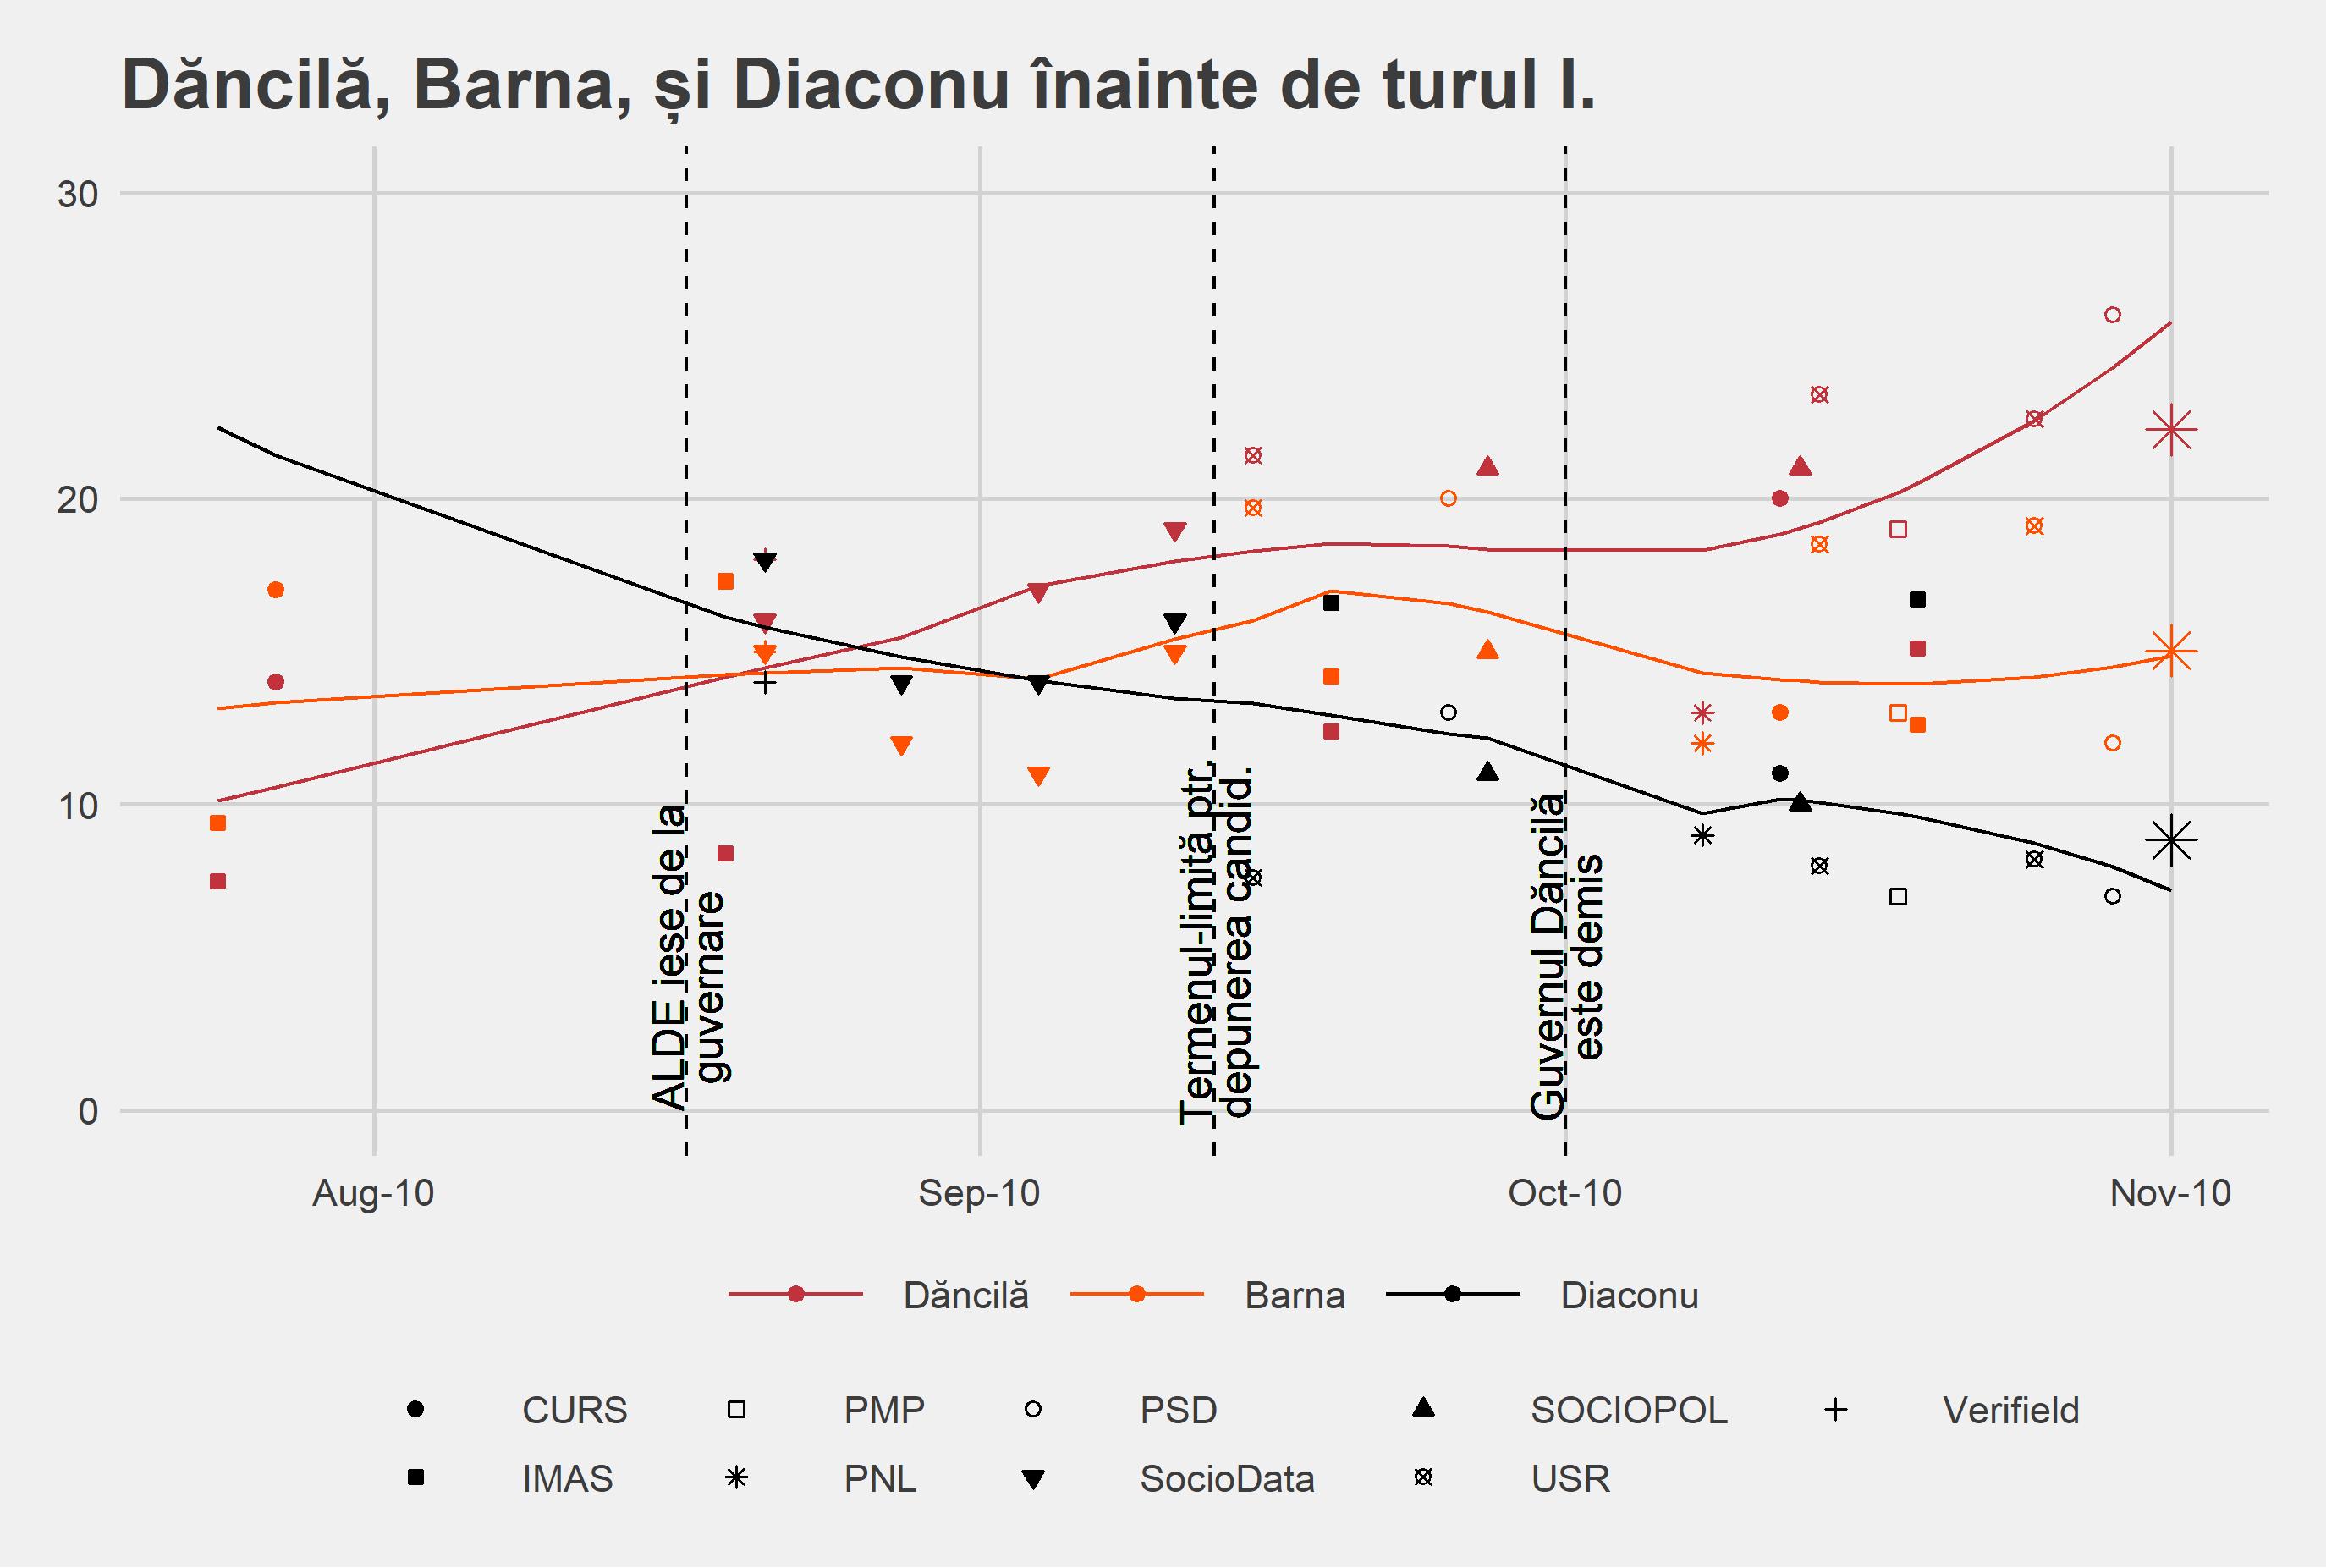 Dăncilă, Barna, și Diaconu înainte de turul I.
30
20
10
0
ALDE iese de la
guvernare
Termenul-limită ptr.
depunerea candid.
Guvernul Dăncilă
este demis
Aug-10
Sep-10
Oct-10
Nov-10
Dăncilă
Barna
Diaconu
CURS
PMP
PSD
SOCIOPOL
Verifield
IMAS
PNL
SocioData
USR